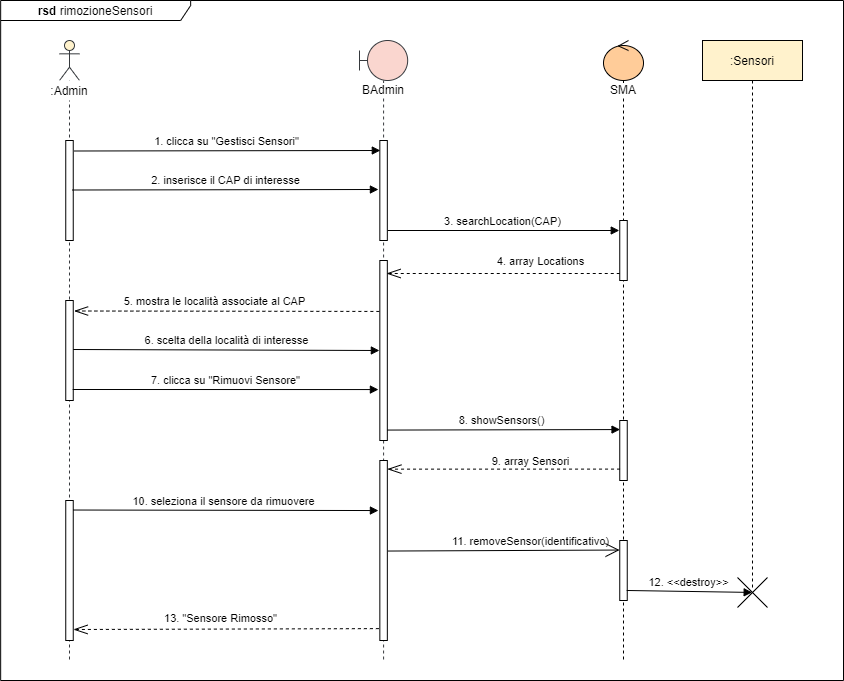 rsd rimozioneSensori
:Admin
BAdmin
SMA
:Sensori
1. clicca su "Gestisci Sensori"
2. inserisce il CAP di interesse
3. searchLocation(CAP)
4. array Locations
5. mostra le località associate al CAP
6. scelta della località di interesse
7. clicca su "Rimuovi Sensore"
8. showSensors()
9. array Sensori
10. seleziona il sensore da rimuovere
11. removeSensor(identificativo)
12. <<destroy>>
13. "Sensore Rimosso"